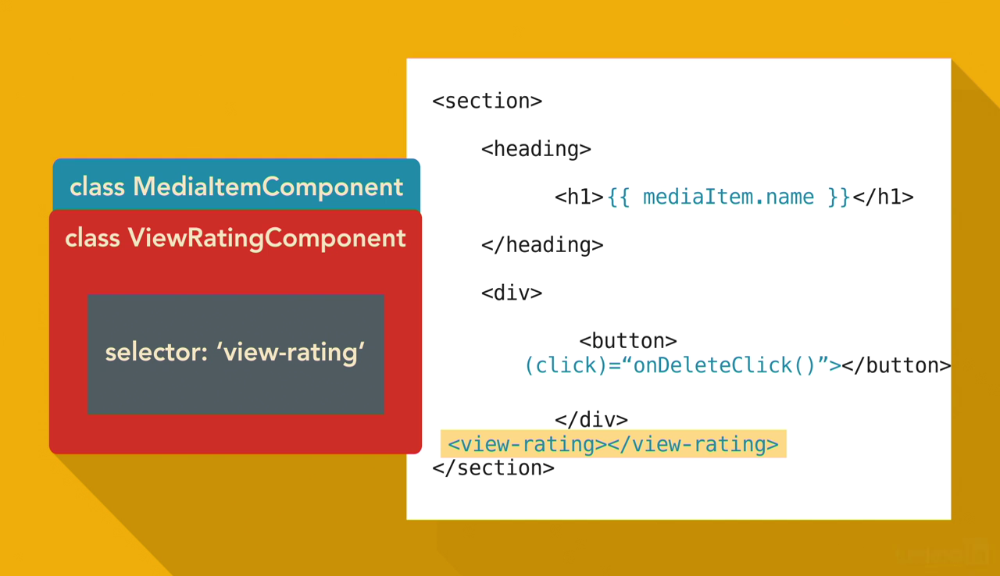 class MediaItemComponent
class ViewRatingComponent
selector: ‘view-rating’
<section>
<heading>
<h1>{{ mediaItem.name }}</h1>
</heading>
<div>
<button>
(click)=“onDeleteClick()”></button>
</div>
<view-rating></view-rating>
</section>